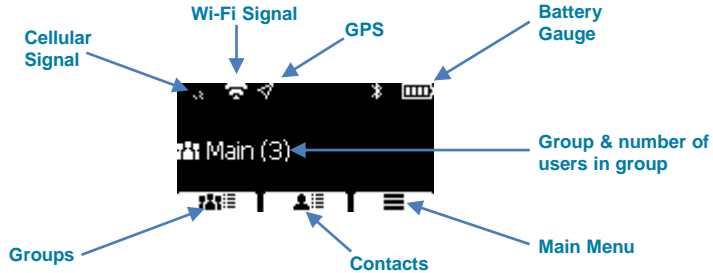 Wi-Fi Signal
Battery
Gauge
Cellular
Signal
GPS
Main (3)
Group & number of
users in group
Groups
Contacts
Main Menu